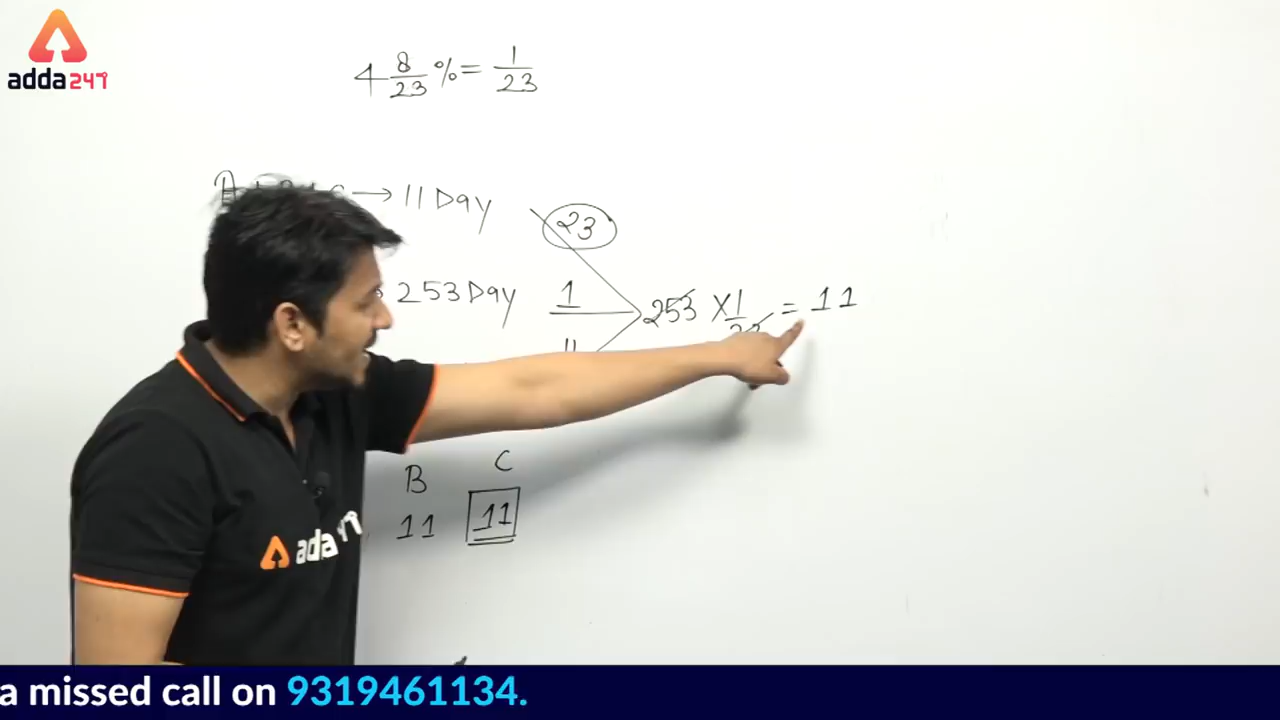 adda247
4 8/23 % = 1/23
→ 11 Day
23
253 Day
1
253 × 1/23 = 11
11
B
C
11
11
adda247
a missed call on 9319461134.